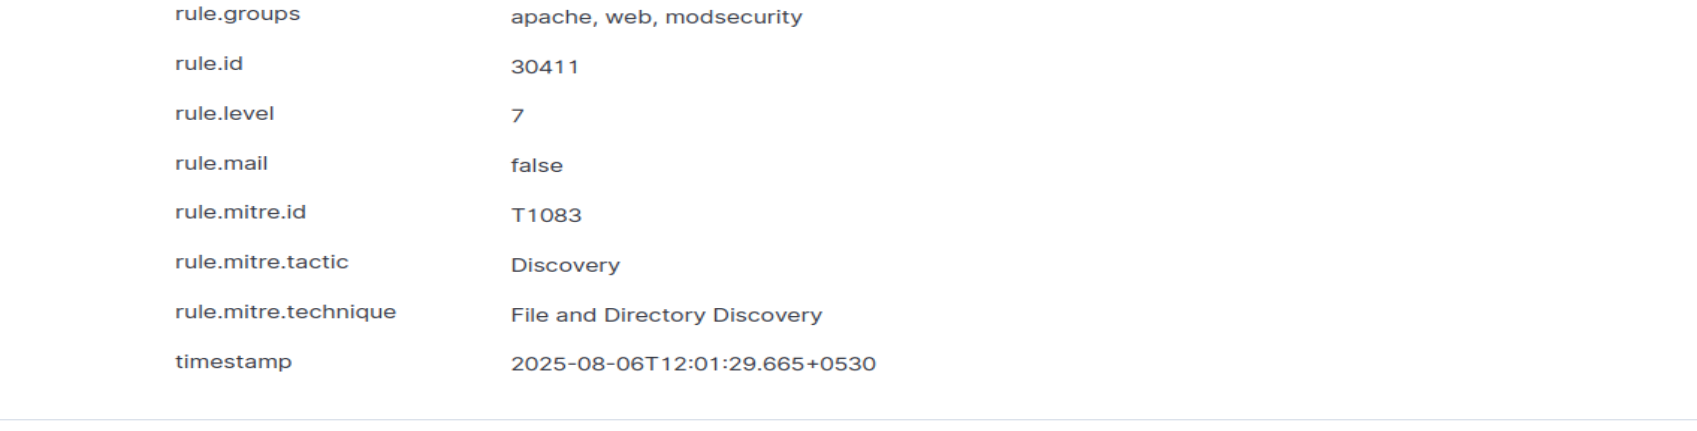 rule.groups apache, web, modsecurity
rule.id 30411
rule.level 7
rule.mail false
rule.mitre.id T1083
rule.mitre.tactic Discovery
rule.mitre.technique File and Directory Discovery
timestamp 2025-08-06T12:01:29.665+0530